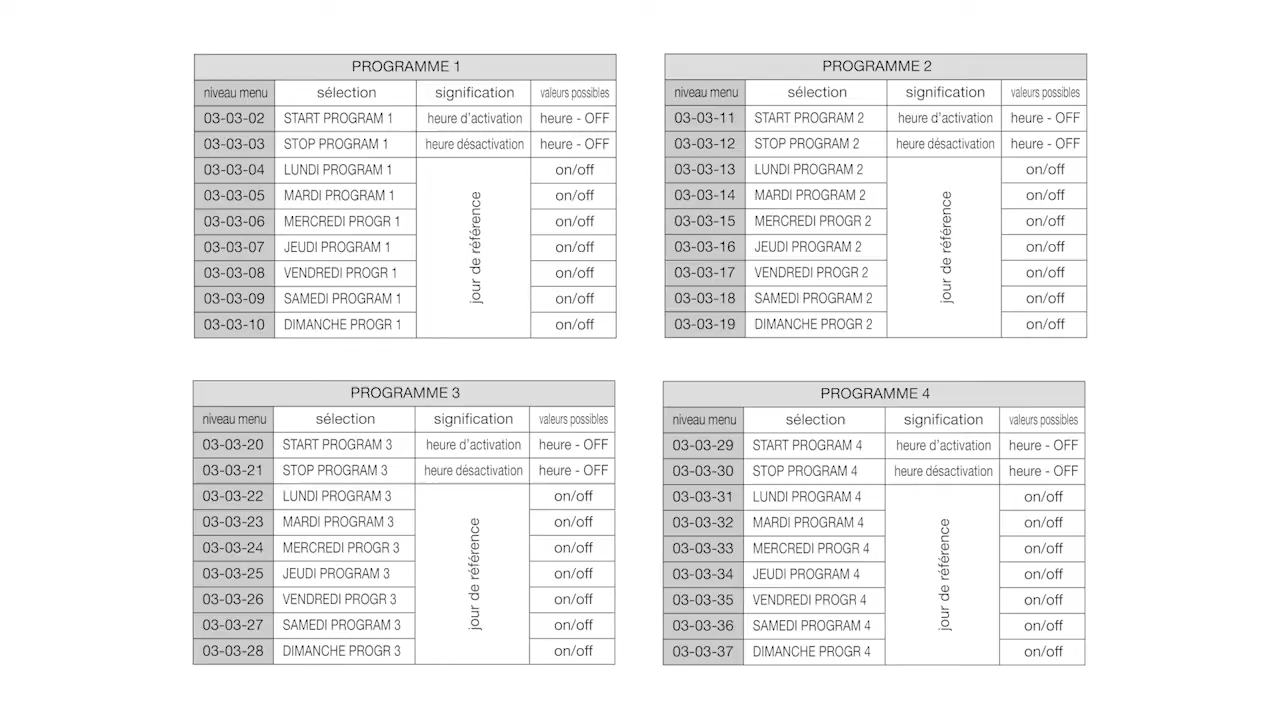 PROGRAMME 1
niveau menu sélection signification valeurs possibles
03-03-02 START PROGRAM 1 heure d'activation heure - OFF
03-03-03 STOP PROGRAM 1 heure désactivation heure - OFF
03-03-04 LUNDI PROGRAM 1 on/off
03-03-05 MARDI PROGRAM 1 on/off
03-03-06 MERCREDI PROGR 1 on/off
03-03-07 JEUDI PROGRAM 1 on/off
03-03-08 VENDREDI PROGR 1 on/off
03-03-09 SAMEDI PROGRAM 1 on/off
03-03-10 DIMANCHE PROGR 1 on/off
jour de référence
PROGRAMME 2
niveau menu sélection signification valeurs possibles
03-03-11 START PROGRAM 2 heure d'activation heure - OFF
03-03-12 STOP PROGRAM 2 heure désactivation heure - OFF
03-03-13 LUNDI PROGRAM 2 on/off
03-03-14 MARDI PROGRAM 2 on/off
03-03-15 MERCREDI PROGR 2 on/off
03-03-16 JEUDI PROGRAM 2 on/off
03-03-17 VENDREDI PROGR 2 on/off
03-03-18 SAMEDI PROGRAM 2 on/off
03-03-19 DIMANCHE PROGR 2 on/off
jour de référence
PROGRAMME 3
niveau menu sélection signification valeurs possibles
03-03-20 START PROGRAM 3 heure d'activation heure - OFF
03-03-21 STOP PROGRAM 3 heure désactivation heure - OFF
03-03-22 LUNDI PROGRAM 3 on/off
03-03-23 MARDI PROGRAM 3 on/off
03-03-24 MERCREDI PROGR 3 on/off
03-03-25 JEUDI PROGRAM 3 on/off
03-03-26 VENDREDI PROGR 3 on/off
03-03-27 SAMEDI PROGRAM 3 on/off
03-03-28 DIMANCHE PROGR 3 on/off
jour de référence
PROGRAMME 4
niveau menu sélection signification valeurs possibles
03-03-29 START PROGRAM 4 heure d'activation heure - OFF
03-03-30 STOP PROGRAM 4 heure désactivation heure - OFF
03-03-31 LUNDI PROGRAM 4 on/off
03-03-32 MARDI PROGRAM 4 on/off
03-03-33 MERCREDI PROGR 4 on/off
03-03-34 JEUDI PROGRAM 4 on/off
03-03-35 VENDREDI PROGR 4 on/off
03-03-36 SAMEDI PROGRAM 4 on/off
03-03-37 DIMANCHE PROGR 4 on/off
jour de référence